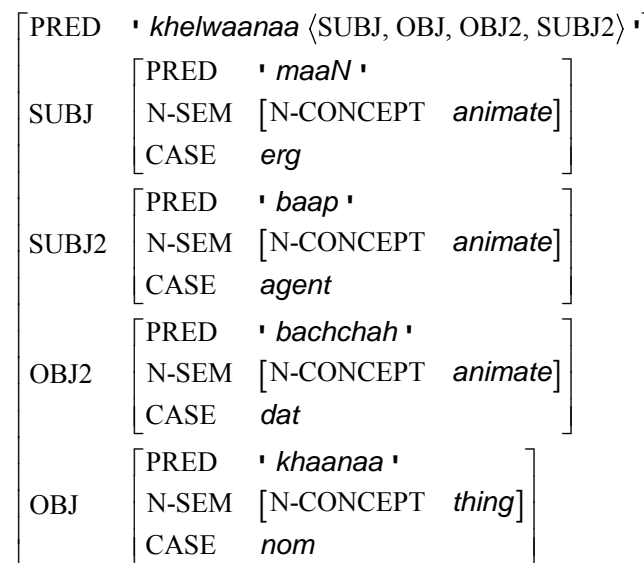 PRED ' khelwaanaa ⟨SUBJ, OBJ, OBJ2, SUBJ2⟩ '
PRED ' maaN '
SUBJ N-SEM [N-CONCEPT animate]
CASE erg
PRED ' baap '
SUBJ2 N-SEM [N-CONCEPT animate]
CASE agent
PRED ' bachchah '
OBJ2 N-SEM [N-CONCEPT animate]
CASE dat
PRED ' khaanaa '
OBJ N-SEM [N-CONCEPT thing]
CASE nom